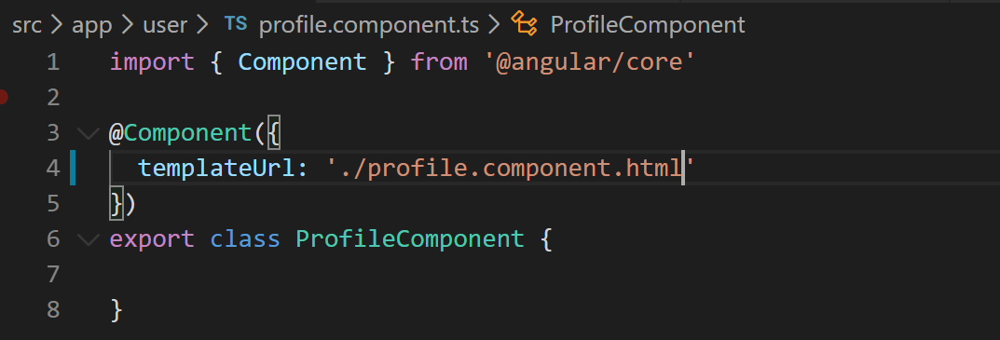 src > app > user > TS profile.component.ts > ProfileComponent
1 import { Component } from '@angular/core'
2
3 @Component({
4 templateUrl: './profile.component.html'
5 })
6 export class ProfileComponent {
7
8 }